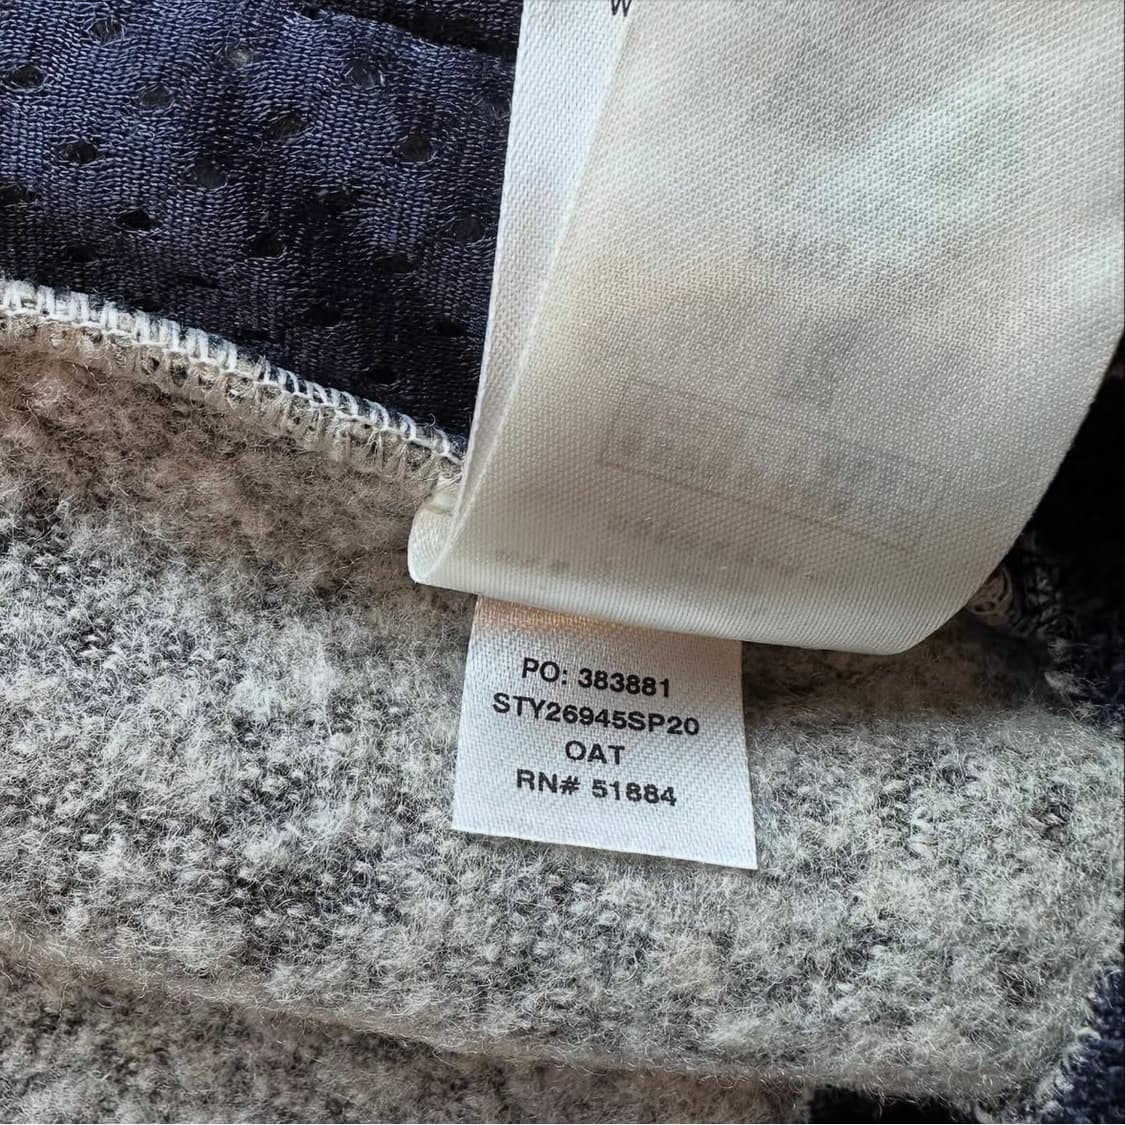 W
PO: 383881
STY26945SP20
OAT
RN# 51884